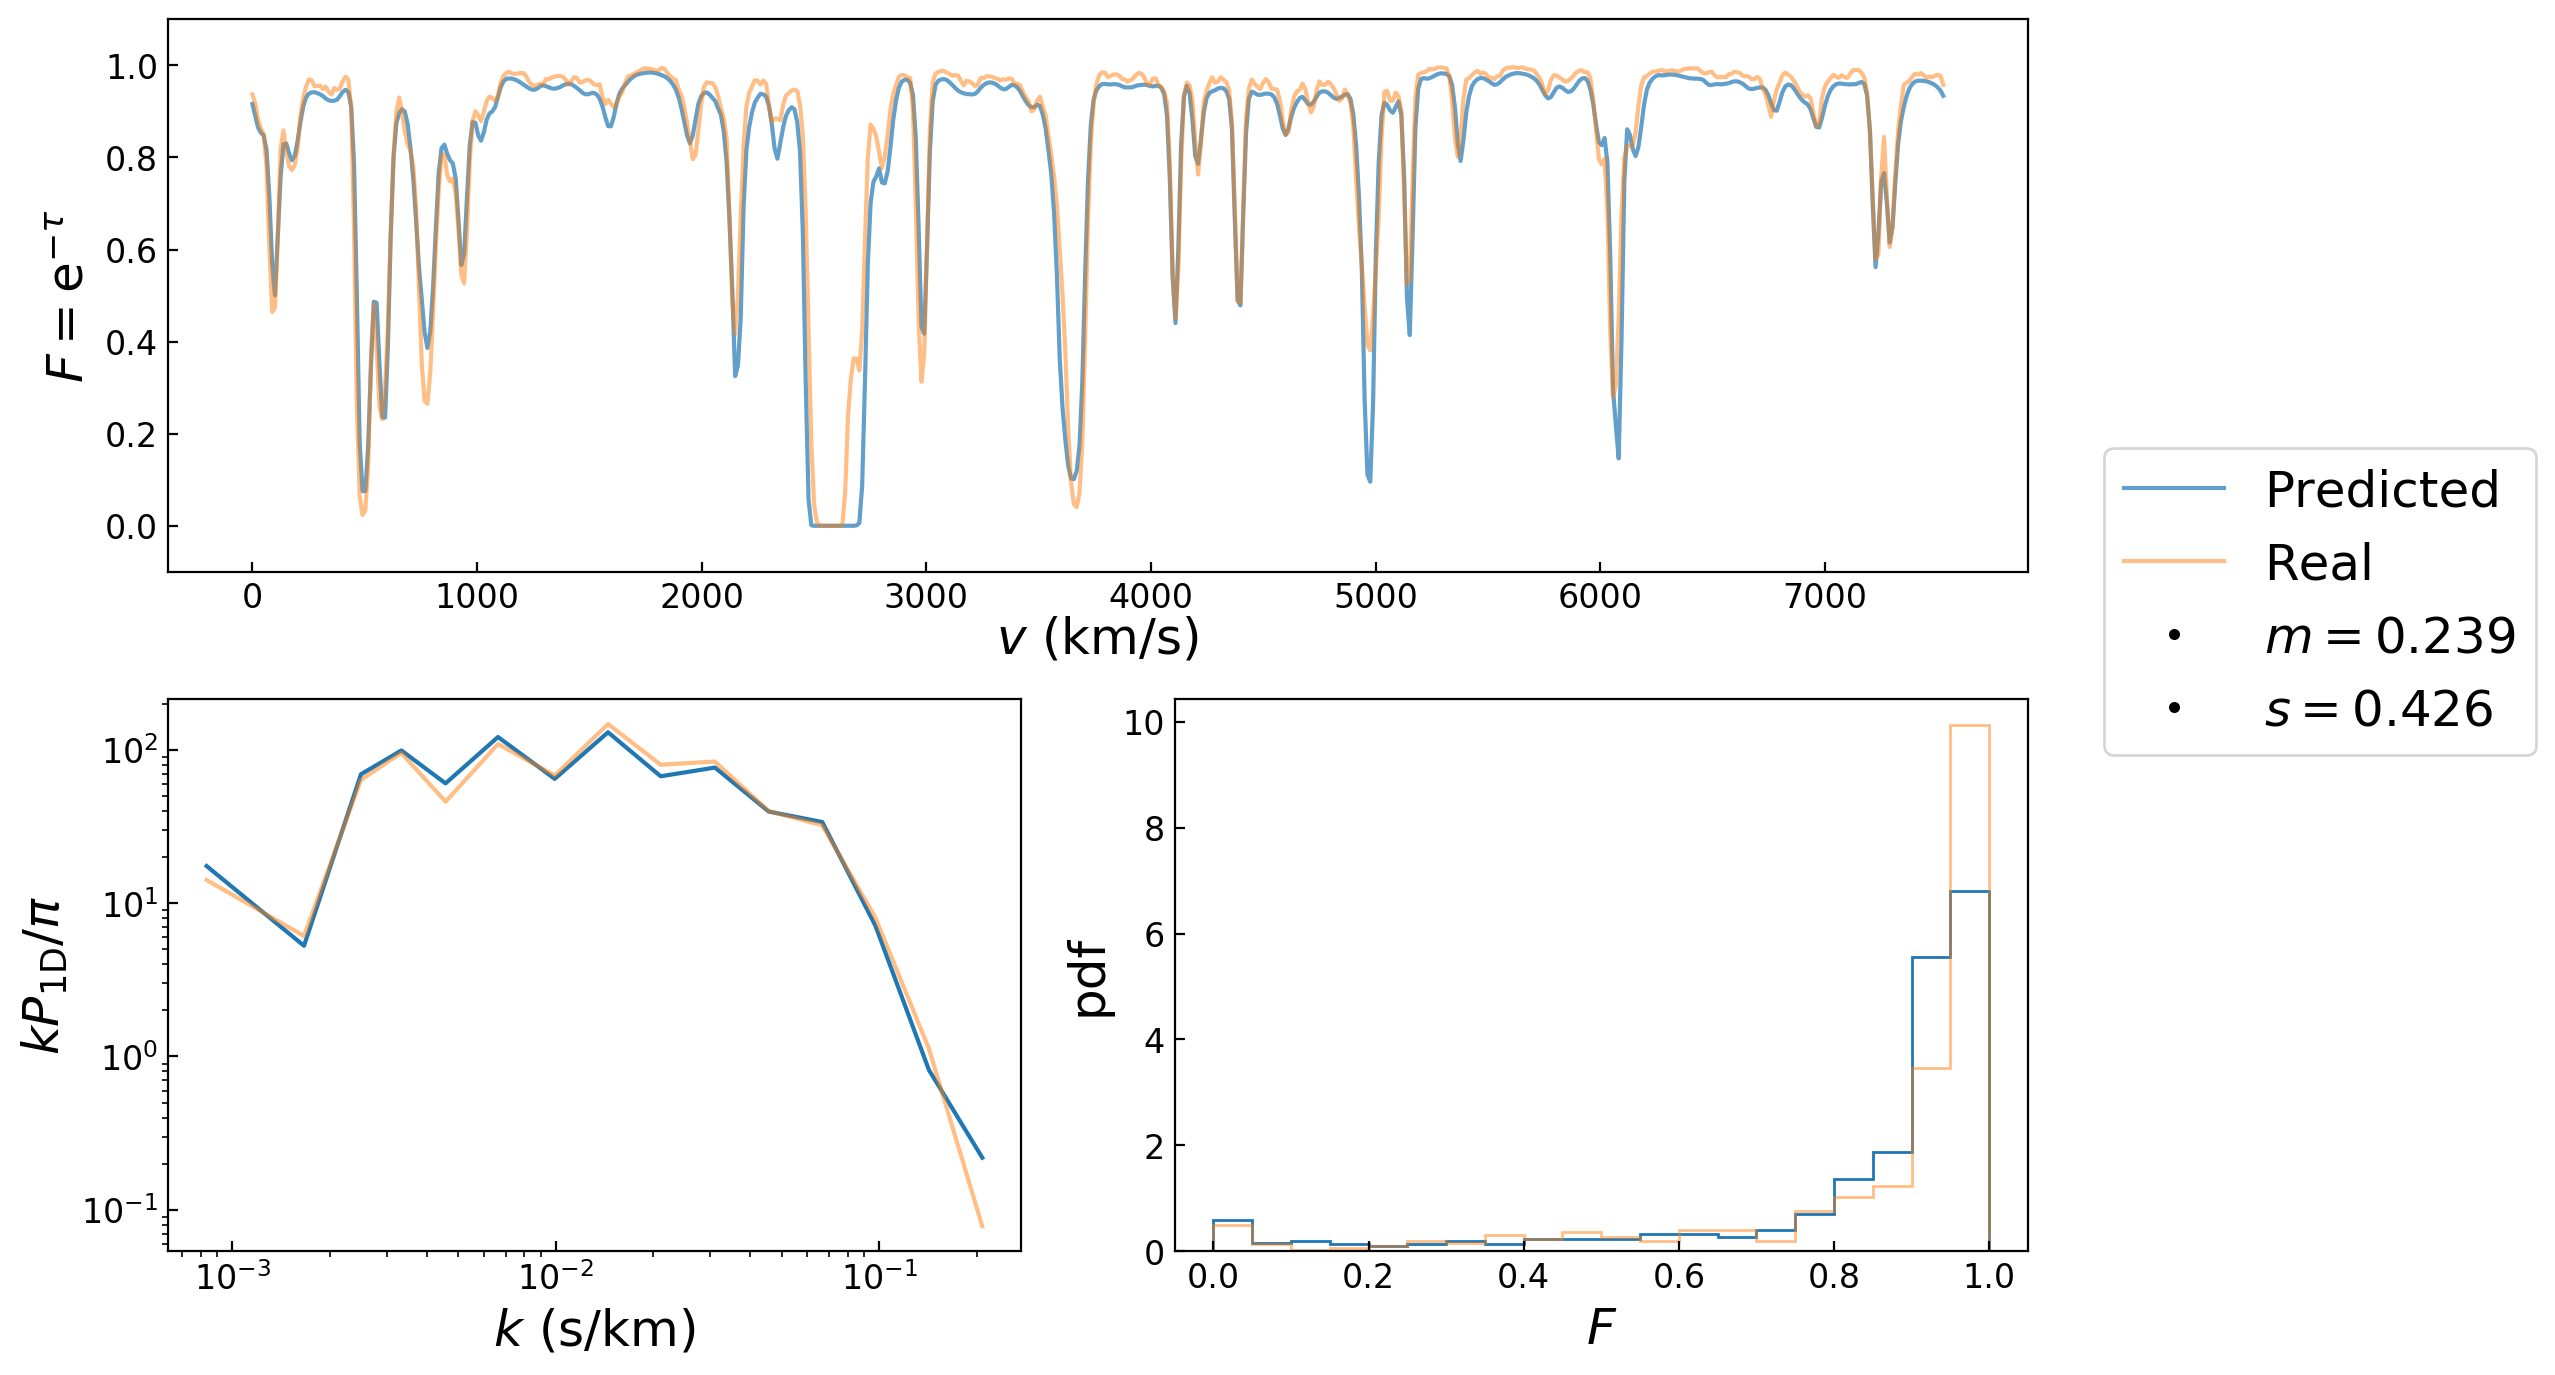 F = e^{−τ}
1.0
0.8
0.6
0.4
0.2
0.0
0 1000 2000 3000 4000 5000 6000 7000
v (km/s)
Predicted
Real
m = 0.239
s = 0.426
kP_{1D}/π
10^2
10^1
10^0
10^{−1}
10^{−3} 10^{−2} 10^{−1}
k (s/km)
pdf
10
8
6
4
2
0
0.0 0.2 0.4 0.6 0.8 1.0
F